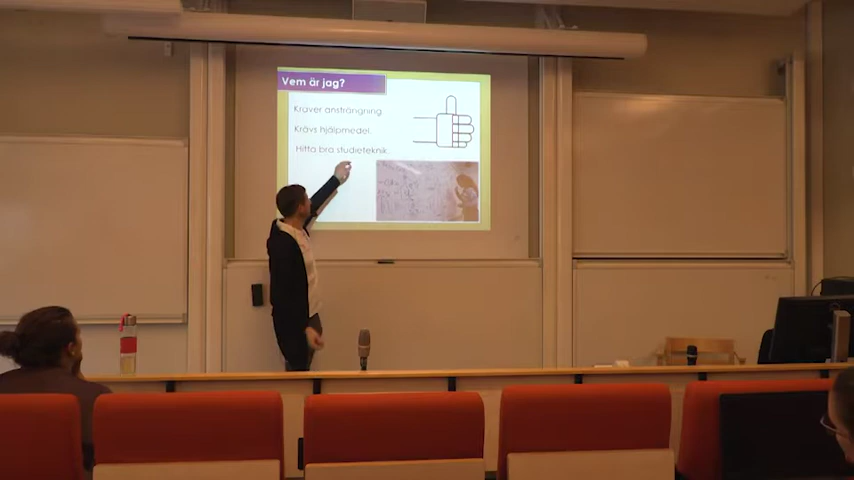 Vem är jag?
Kräver ansträngning.
Krävs hjälpmedel.
Hitta bra studieteknik.